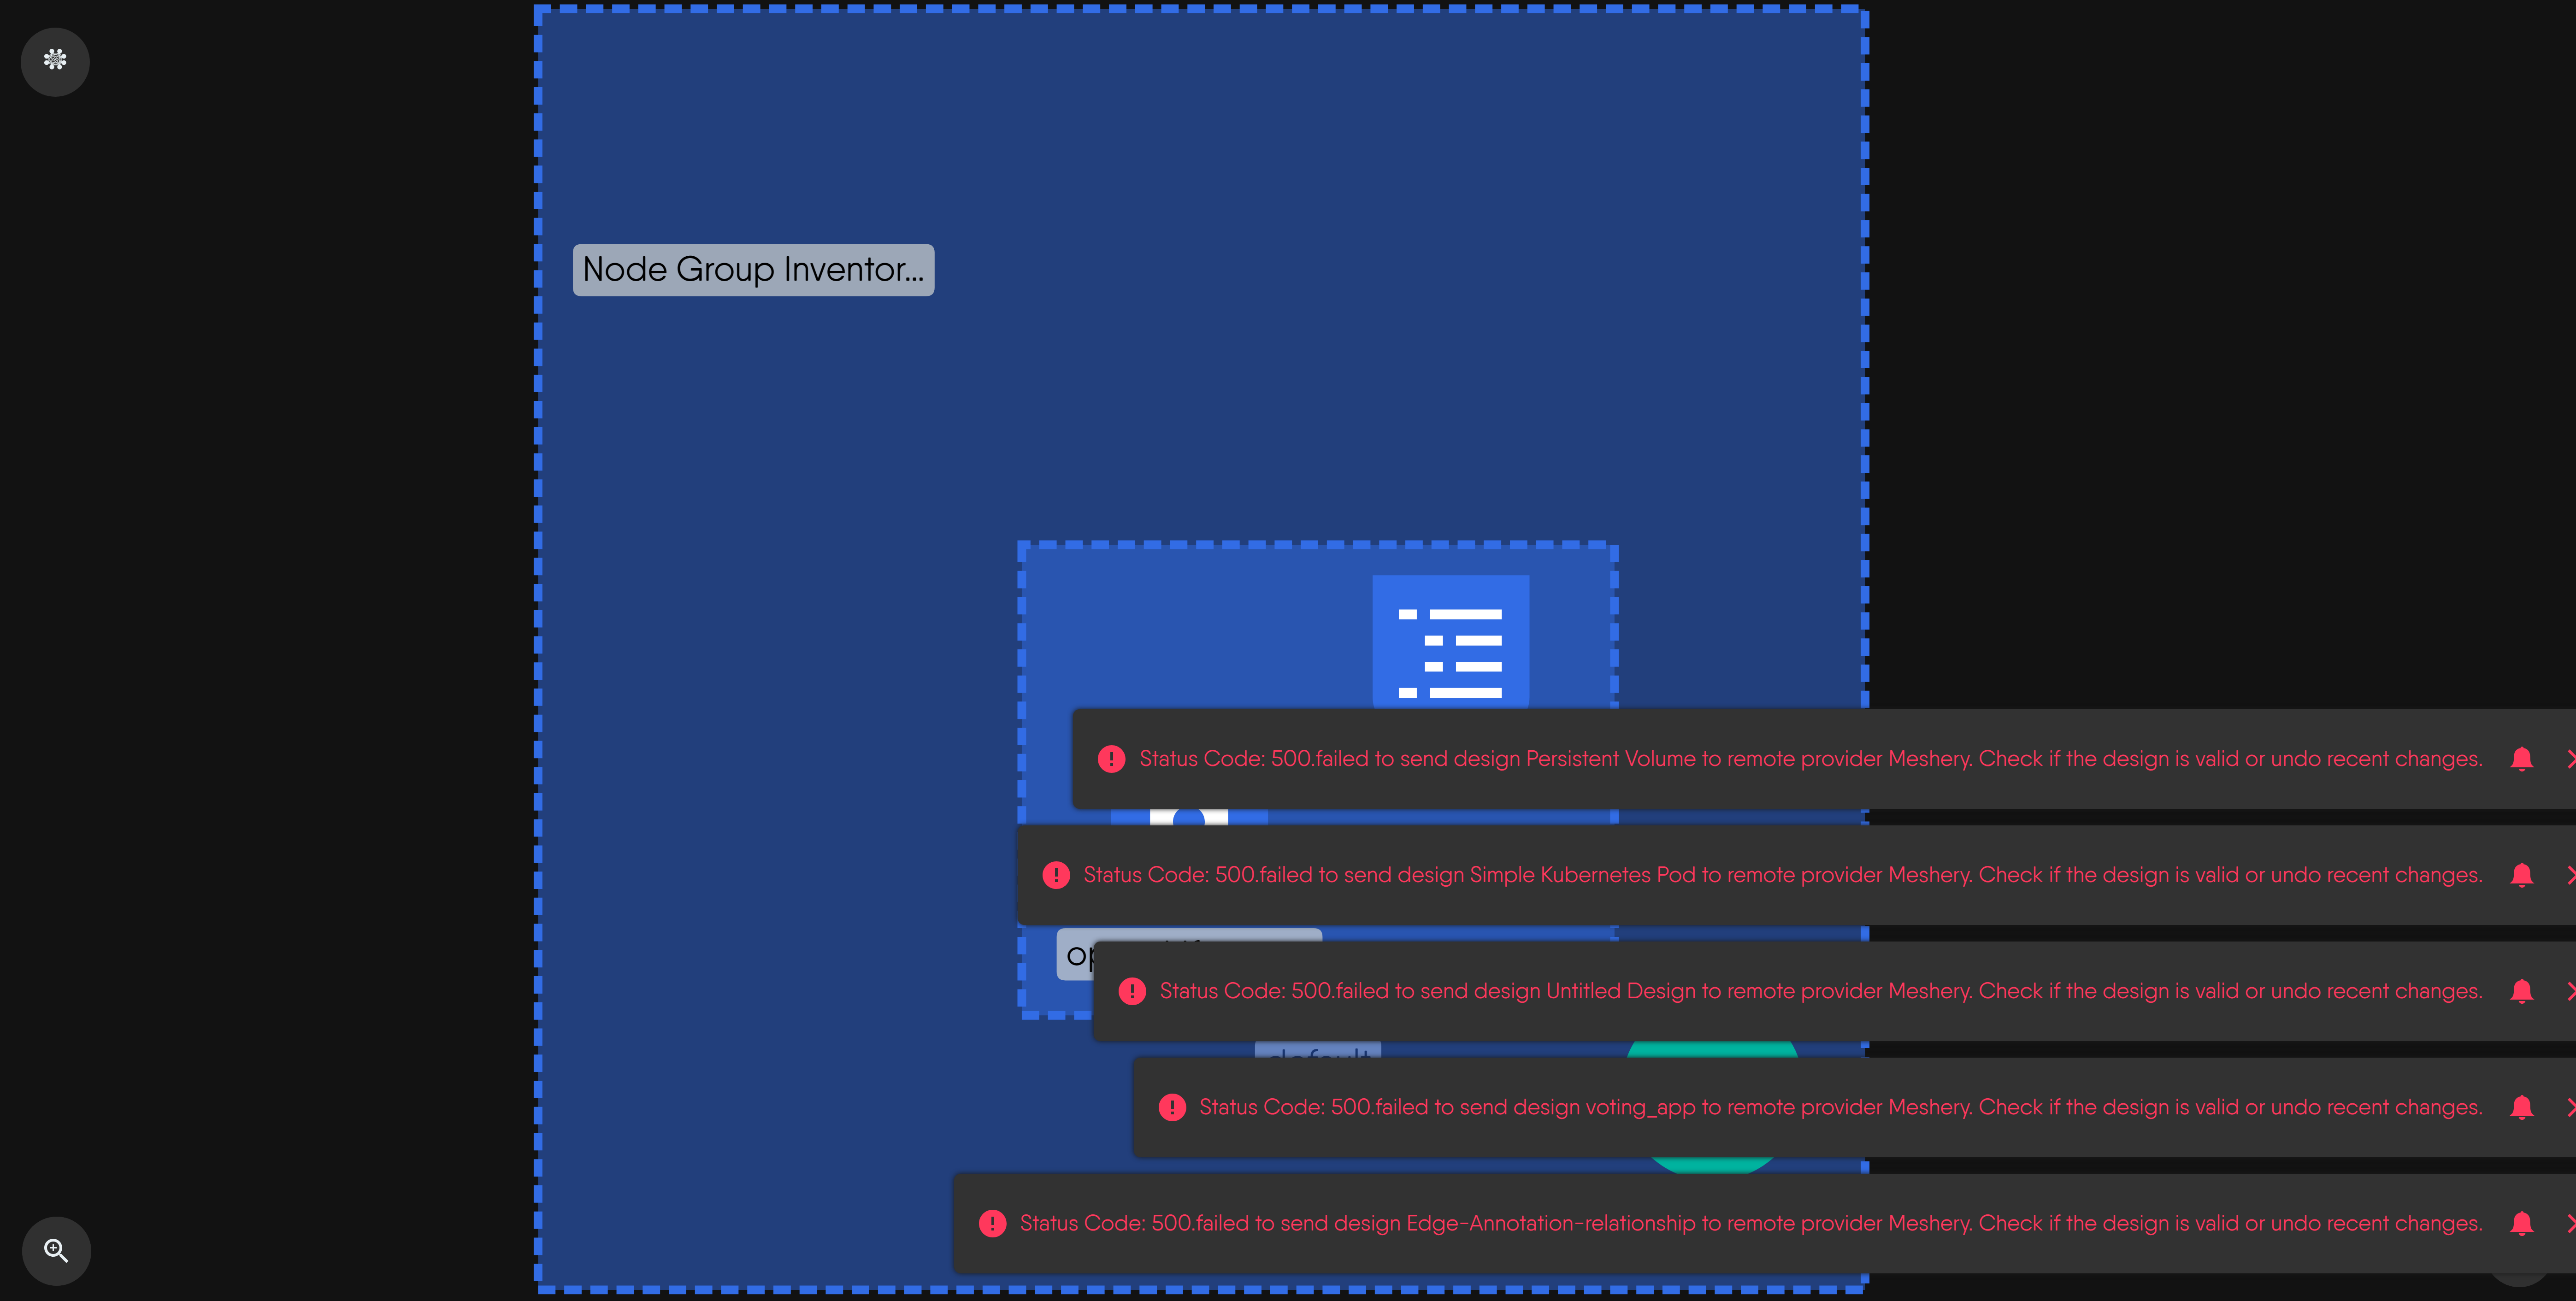 Node Group Inventor...
Status Code: 500.failed to send design Persistent Volume to remote provider Meshery. Check if the design is valid or undo recent changes.
Status Code: 500.failed to send design Simple Kubernetes Pod to remote provider Meshery. Check if the design is valid or undo recent changes.
Status Code: 500.failed to send design Untitled Design to remote provider Meshery. Check if the design is valid or undo recent changes.
default
Status Code: 500.failed to send design voting_app to remote provider Meshery. Check if the design is valid or undo recent changes.
Status Code: 500.failed to send design Edge-Annotation-relationship to remote provider Meshery. Check if the design is valid or undo recent changes.